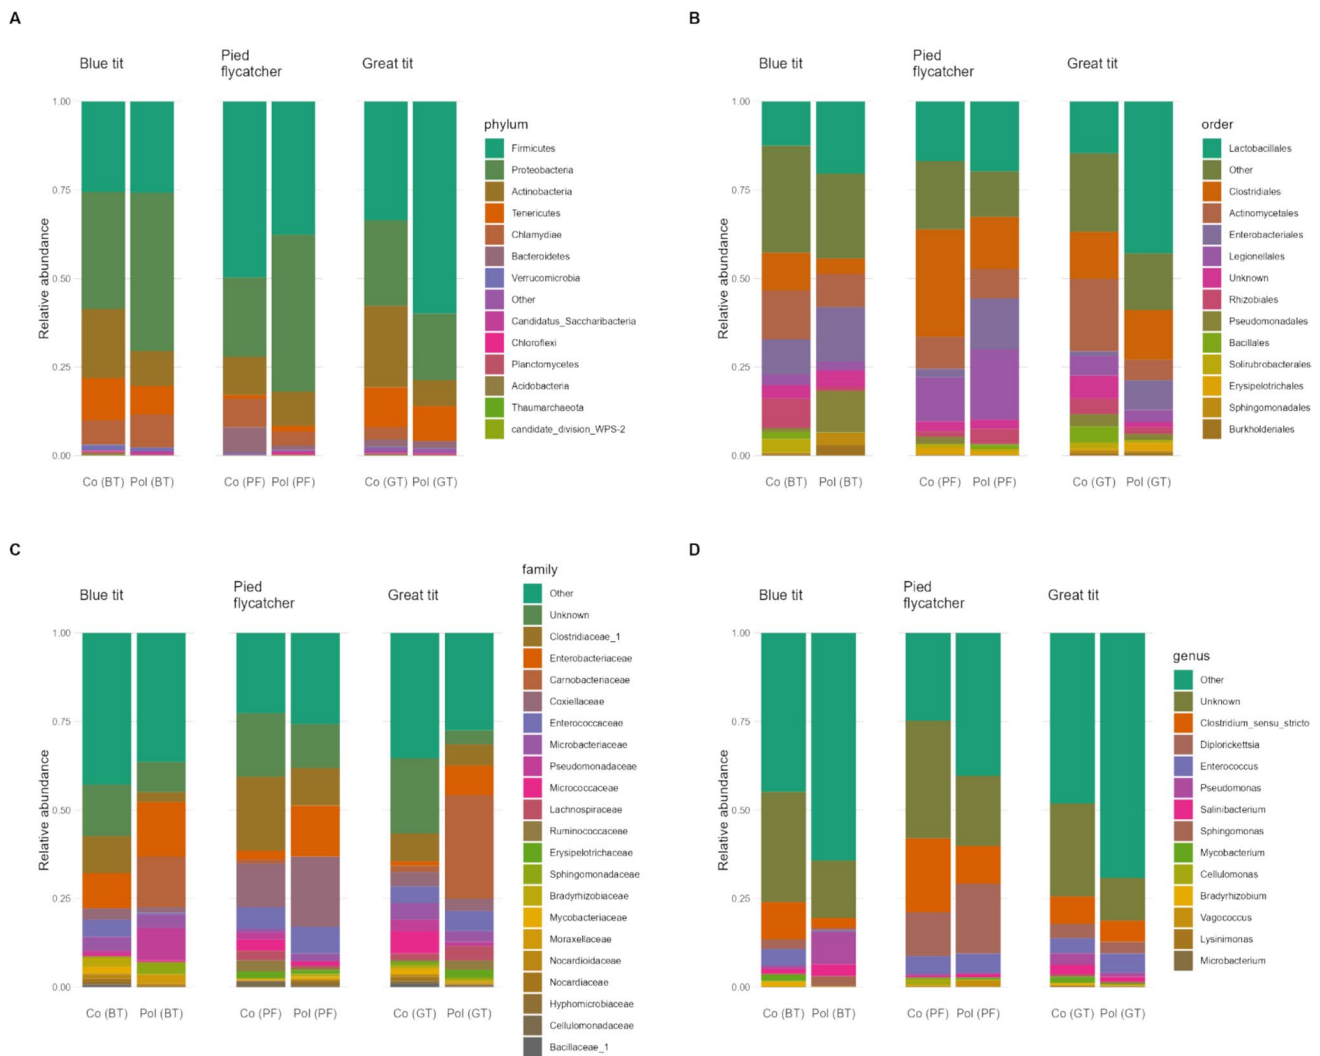 A
Blue tit
Pied
flycatcher
Great tit
Relative abundance
1.00
0.75
0.50
0.25
0.00
Co (BT) Pol (BT)
Co (PF) Pol (PF)
Co (GT) Pol (GT)
phylum
Firmicutes
Proteobacteria
Actinobacteria
Tenericutes
Chlamydiae
Bacteroidetes
Verrucomicrobia
Other
Candidatus_Saccharibacteria
Chloroflexi
Planctomycetes
Acidobacteria
Thaumarchaeota
candidate_division_WPS-2
B
Blue tit
Pied
flycatcher
Great tit
Relative abundance
1.00
0.75
0.50
0.25
0.00
Co (BT) Pol (BT)
Co (PF) Pol (PF)
Co (GT) Pol (GT)
order
Lactobacillales
Other
Clostridiales
Actinomycetales
Enterobacteriales
Legionellales
Unknown
Rhizobiales
Pseudomonadales
Bacillales
Solirubrobacterales
Erysipelotrichales
Sphingomonadales
Burkholderiales
C
Blue tit
Pied
flycatcher
Great tit
Relative abundance
1.00
0.75
0.50
0.25
0.00
Co (BT) Pol (BT)
Co (PF) Pol (PF)
Co (GT) Pol (GT)
family
Other
Unknown
Clostridiaceae_1
Enterobacteriaceae
Carnobacteriaceae
Coxiellaceae
Enterococcaceae
Microbacteriaceae
Pseudomonadaceae
Micrococcaceae
Lachnospiraceae
Ruminococcaceae
Erysipelotrichaceae
Sphingomonadaceae
Bradyrhizobiaceae
Mycobacteriaceae
Moraxellaceae
Nocardioidaceae
Nocardiaceae
Hyphomicrobiaceae
Cellulomonadaceae
Bacillaceae_1
D
Blue tit
Pied
flycatcher
Great tit
Relative abundance
1.00
0.75
0.50
0.25
0.00
Co (BT) Pol (BT)
Co (PF) Pol (PF)
Co (GT) Pol (GT)
genus
Other
Unknown
Clostridium_sensu_stricto
Diplorickettsia
Enterococcus
Pseudomonas
Salinibacterium
Sphingomonas
Mycobacterium
Cellulomonas
Bradyrhizobium
Vagococcus
Lysinimonas
Microbacterium